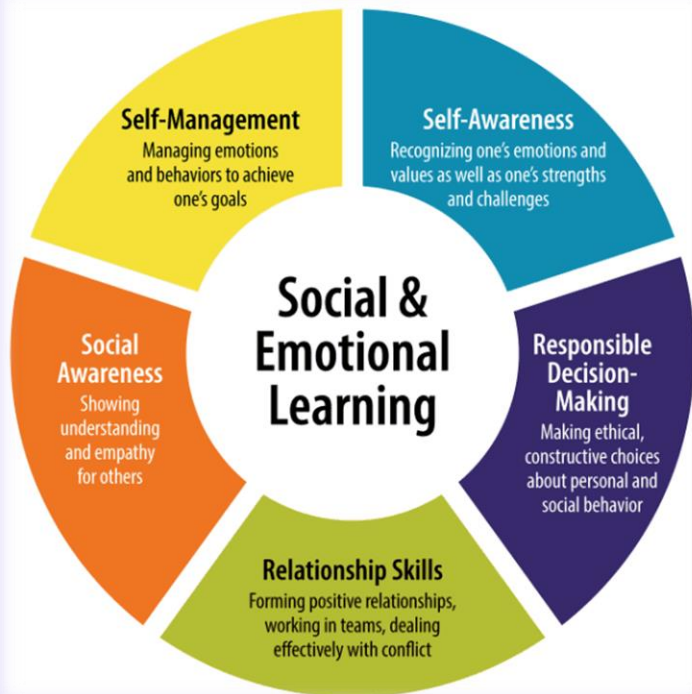 Self-Management
Managing emotions
and behaviors to achieve
one's goals
Self-Awareness
Recognizing one's emotions and
values as well as one's strengths
and challenges
Social &
Emotional
Learning
Social
Awareness
Showing
understanding
and empathy
for others
Responsible
Decision-
Making
Making ethical,
constructive choices
about personal and
social behavior
Relationship Skills
Forming positive relationships,
working in teams, dealing
effectively with conflict